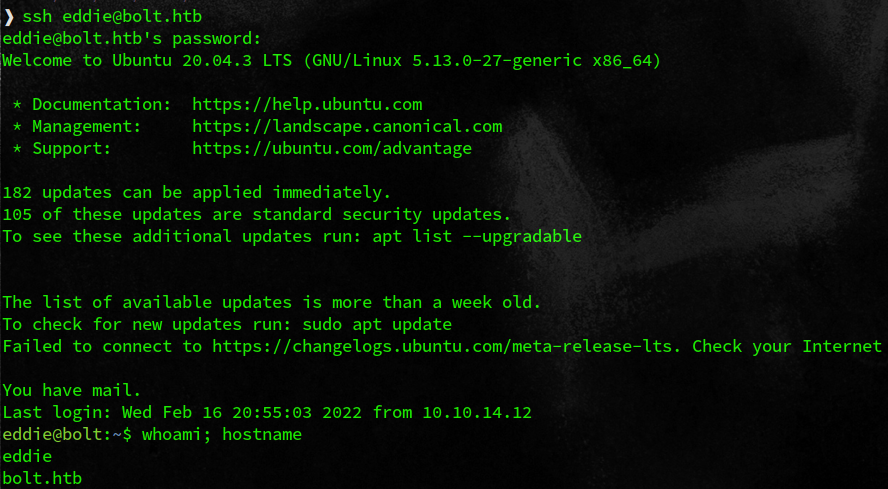 ❯ ssh eddie@bolt.htb
eddie@bolt.htb's password:
Welcome to Ubuntu 20.04.3 LTS (GNU/Linux 5.13.0-27-generic x86_64)
* Documentation:  https://help.ubuntu.com
* Management:     https://landscape.canonical.com
* Support:        https://ubuntu.com/advantage
182 updates can be applied immediately.
105 of these updates are standard security updates.
To see these additional updates run: apt list --upgradable
The list of available updates is more than a week old.
To check for new updates run: sudo apt update
Failed to connect to https://changelogs.ubuntu.com/meta-release-lts. Check your Internet
You have mail.
Last login: Wed Feb 16 20:55:03 2022 from 10.10.14.12
eddie@bolt:~$ whoami; hostname
eddie
bolt.htb